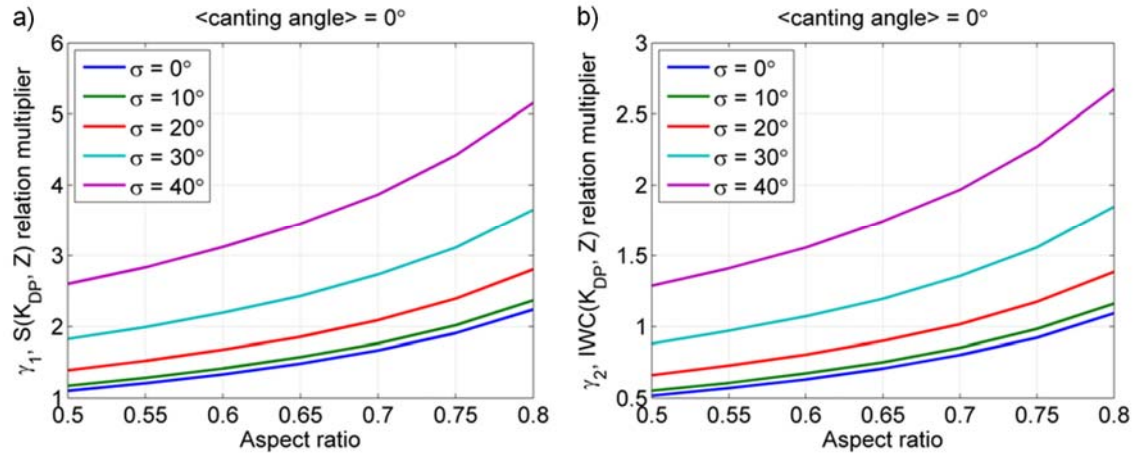 a)
<canting angle> = 0°
γ₁, S(K_DP, Z) relation multiplier
6
5
4
3
2
1
σ = 0°
σ = 10°
σ = 20°
σ = 30°
σ = 40°
0.5 0.55 0.6 0.65 0.7 0.75 0.8
Aspect ratio
b)
<canting angle> = 0°
γ₂, IWC(K_DP, Z) relation multiplier
3
2.5
2
1.5
1
0.5
σ = 0°
σ = 10°
σ = 20°
σ = 30°
σ = 40°
0.5 0.55 0.6 0.65 0.7 0.75 0.8
Aspect ratio